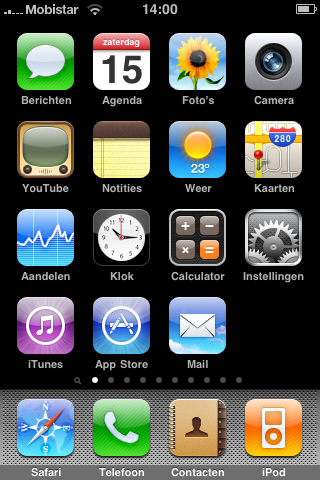 Mobistar 14:00
zaterdag
15
Berichten Agenda Foto's Camera
23°
280
YouTube Notities Weer Kaarten
Aandelen Klok Calculator Instellingen
iTunes App Store Mail
Safari Telefoon Contacten iPod